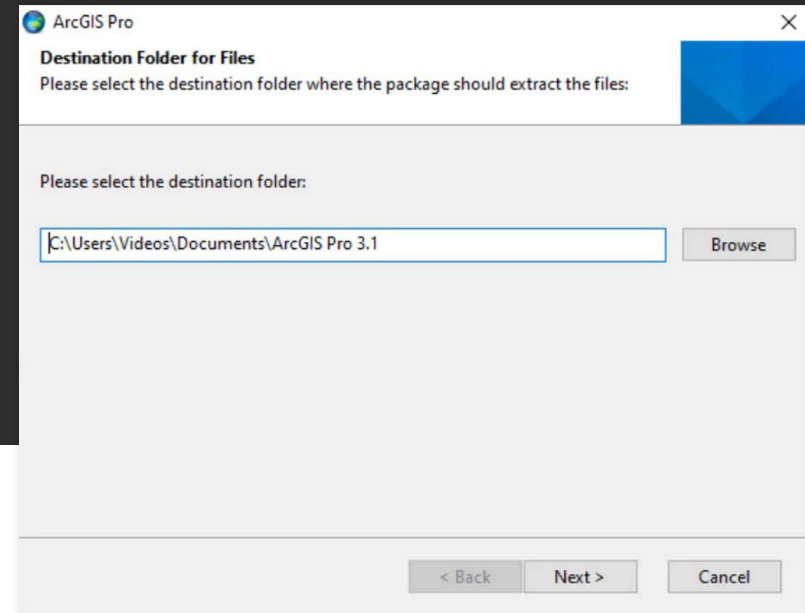 ArcGIS Pro
Destination Folder for Files
Please select the destination folder where the package should extract the files:
Please select the destination folder:
C:\Users\Videos\Documents\ArcGIS Pro 3.1
Browse
< Back
Next >
Cancel